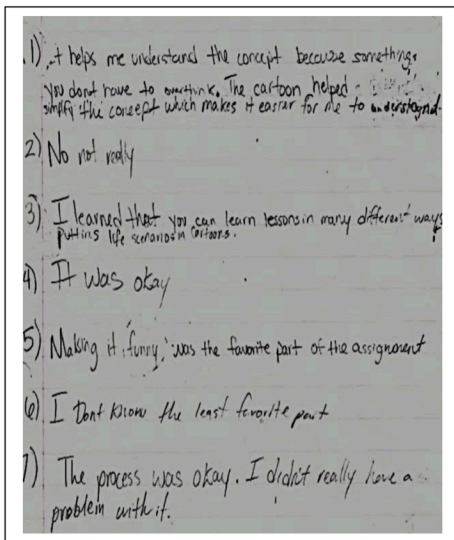 1) it helps me understand the concept because somethings
you dont have to overthink. The cartoon helped
simplify the concept which makes it easier for me to understand
2) No not really
3) I learned that you can learn lessons in many different ways
putting life scenarios in cartoons.
4) It was okay
5) Making it funny, was the favorite part of the assignment
6) I Dont know the least favorite part
7) The process was okay. I didn't really have a
problem with it.